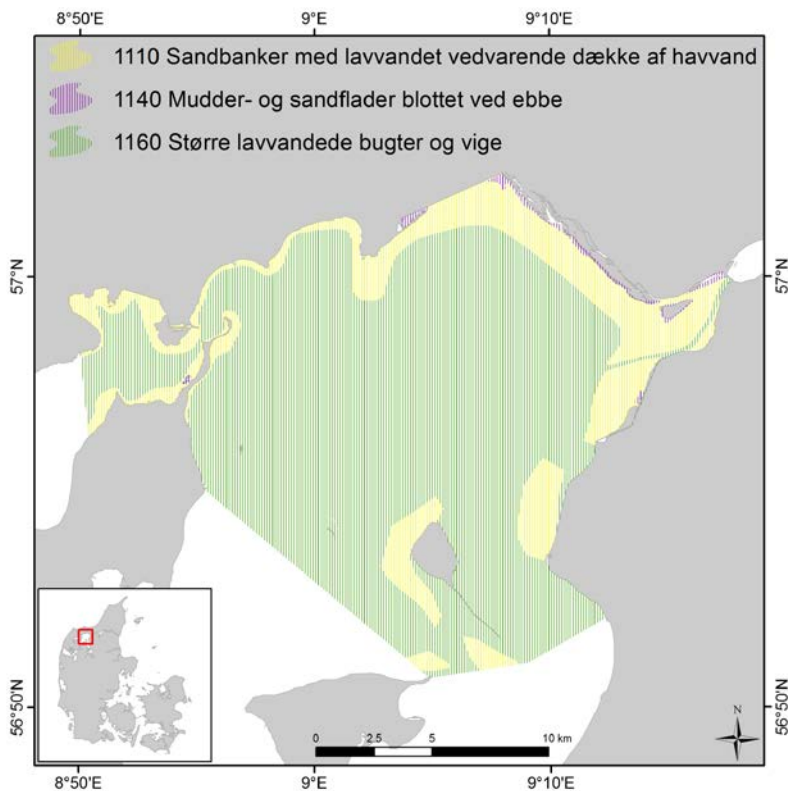 8°50'E 9°E 9°10'E
1110 Sandbanker med lavvandet vedvarende dække af havvand
1140 Mudder- og sandflader blottet ved ebbe
1160 Større lavvandede bugter og vige
57°N 57°N
56°50'N 56°50'N
N
0 2.5 5 10 km
8°50'E 9°E 9°10'E